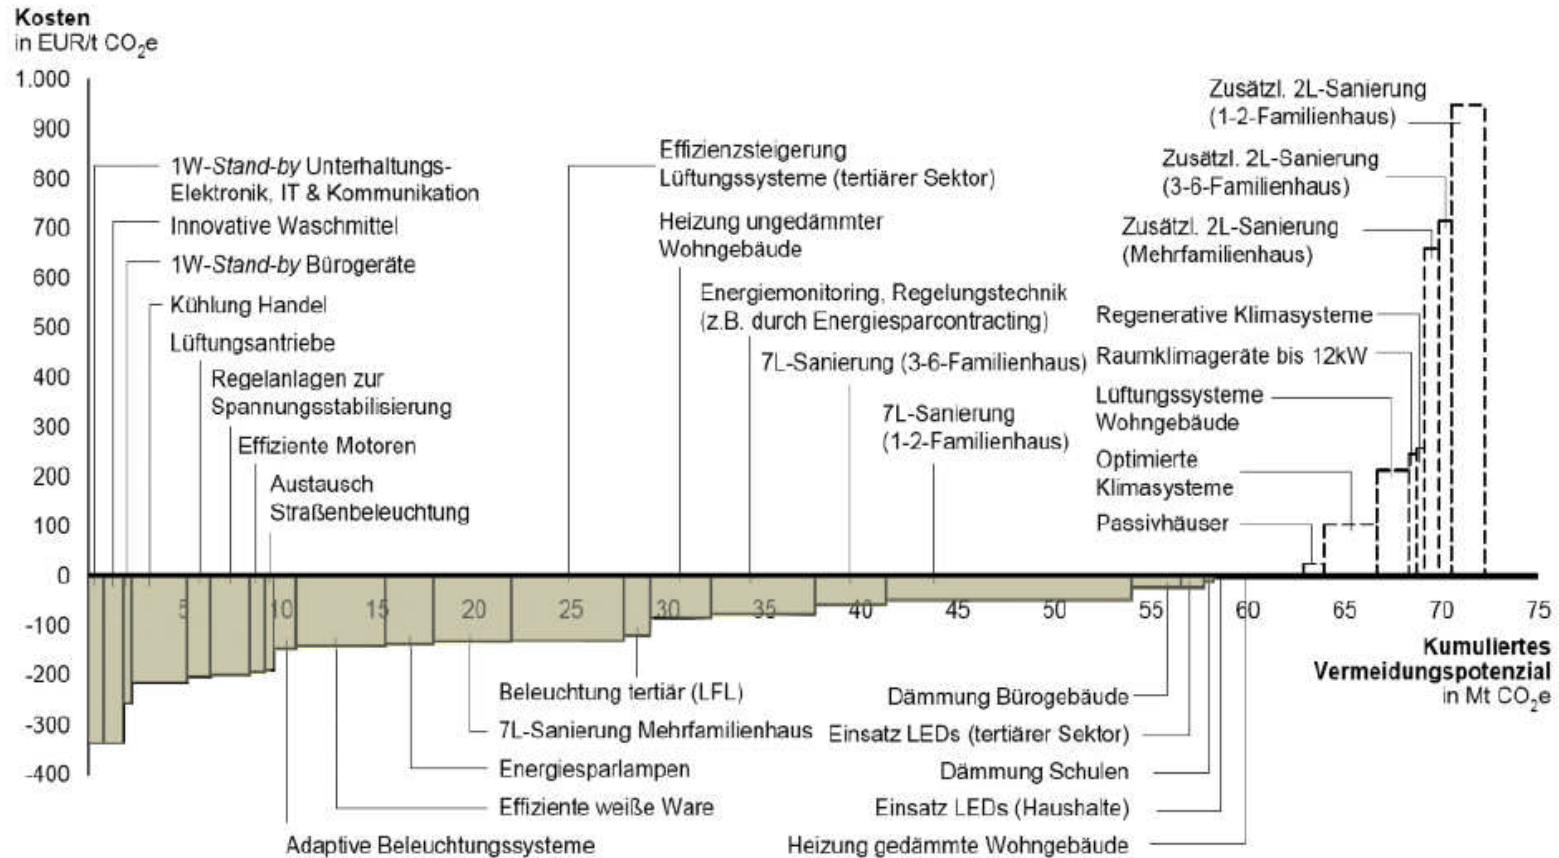 Kosten
in EUR/t CO₂e
1.000
900
800
700
600
500
400
300
200
100
0
-100
-200
-300
-400
1W-Stand-by Unterhaltungs-
Elektronik, IT & Kommunikation
Innovative Waschmittel
1W-Stand-by Bürogeräte
Kühlung Handel
Lüftungsantriebe
Regelanlagen zur
Spannungsstabilisierung
Effiziente Motoren
Austausch
Straßenbeleuchtung
Effizienzsteigerung
Lüftungssysteme (tertiärer Sektor)
Heizung ungedämmter
Wohngebäude
Energiemonitoring, Regelungstechnik
(z.B. durch Energiesparcontracting)
7L-Sanierung (3-6-Familienhaus)
7L-Sanierung
(1-2-Familienhaus)
Zusätzl. 2L-Sanierung
(1-2-Familienhaus)
Zusätzl. 2L-Sanierung
(3-6-Familienhaus)
Zusätzl. 2L-Sanierung
(Mehrfamilienhaus)
Regenerative Klimasysteme
Raumklimageräte bis 12kW
Lüftungssysteme
Wohngebäude
Optimierte
Klimasysteme
Passivhäuser
5 10 15 20 25 30 35 40 45 50 55 60 65 70 75
Kumuliertes
Vermeidungspotenzial
in Mt CO₂e
Beleuchtung tertiär (LFL)
7L-Sanierung Mehrfamilienhaus
Energiesparlampen
Effiziente weiße Ware
Adaptive Beleuchtungssysteme
Dämmung Bürogebäude
Einsatz LEDs (tertiärer Sektor)
Dämmung Schulen
Einsatz LEDs (Haushalte)
Heizung gedämmte Wohngebäude